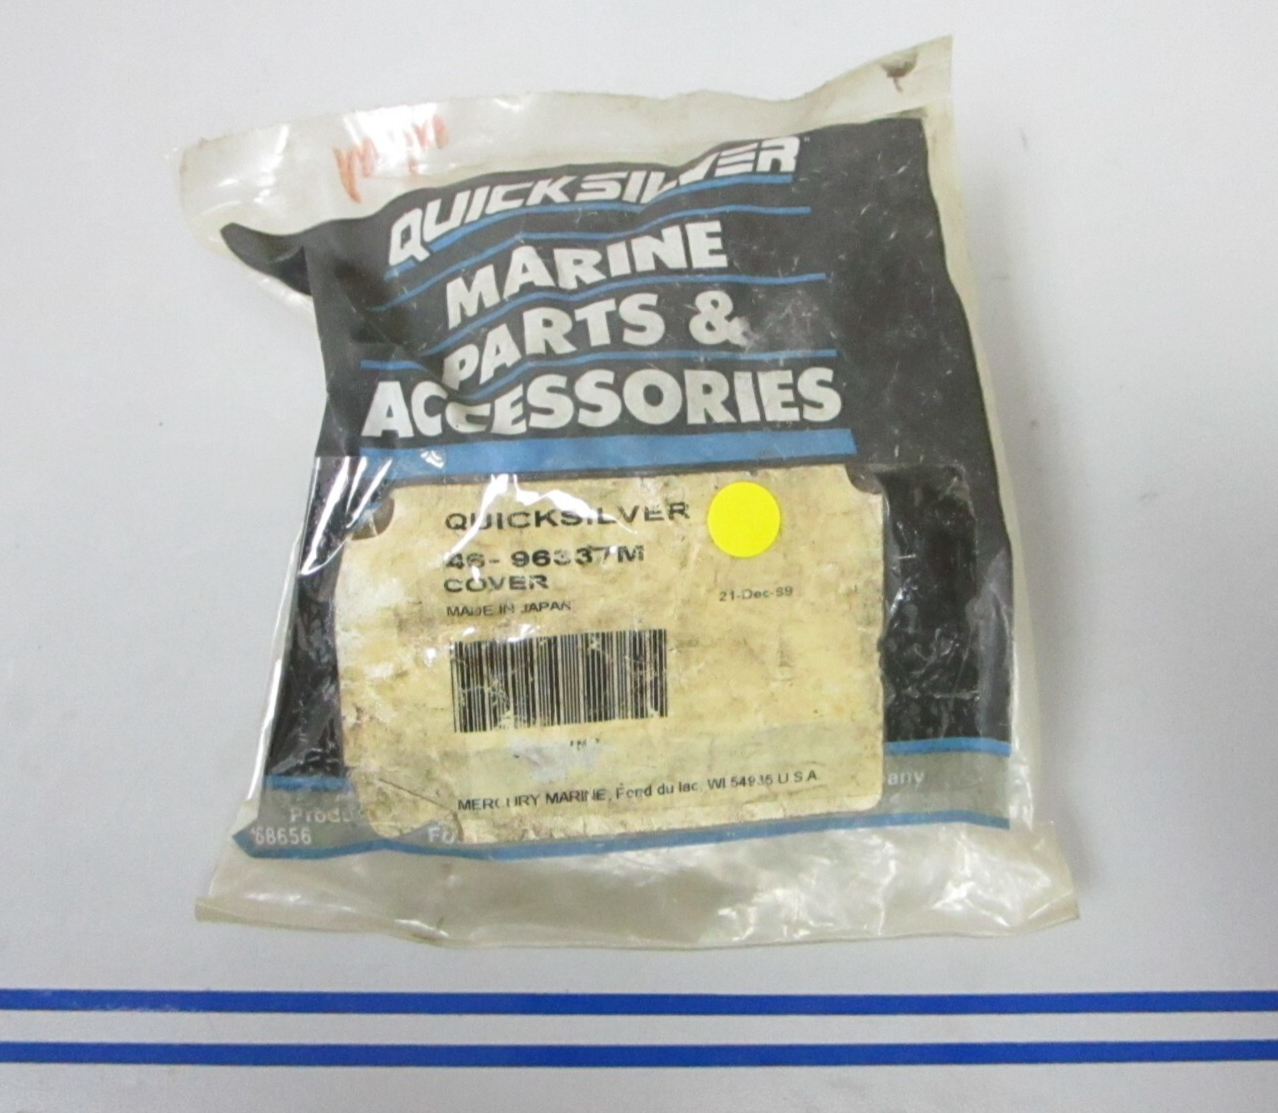 QUICKSILVER
MARINE
PARTS &
ACCESSORIES
QUICKSILVER
46- 96337M
COVER
MADE IN JAPAN
21-Dec-99
MERCURY MARINE, Fond du lac, WI 54935 U S A
68656